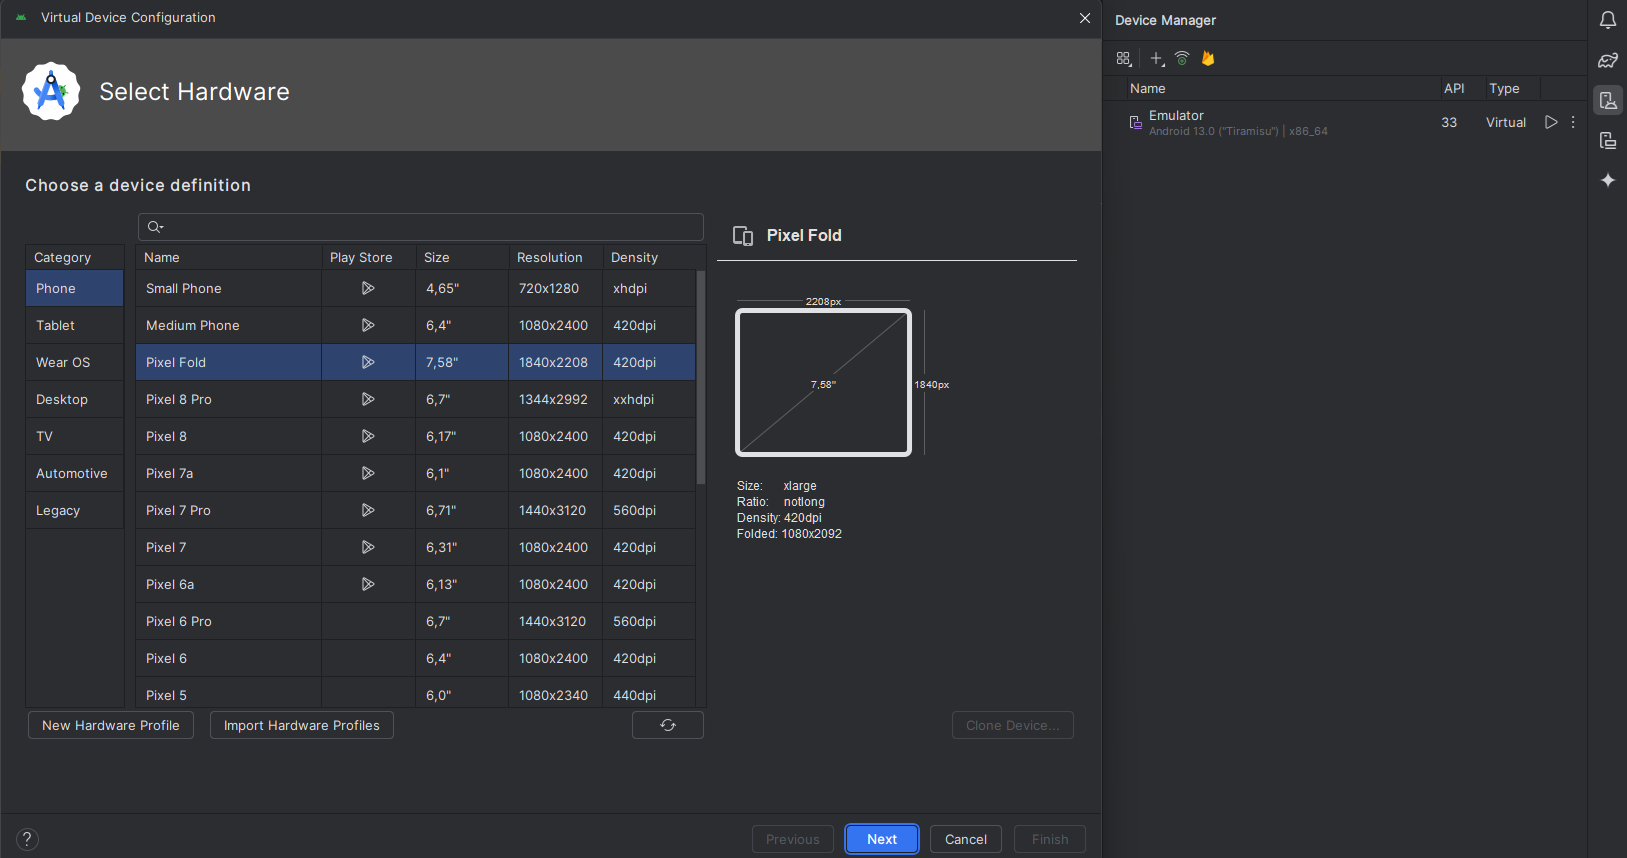 Virtual Device Configuration
Select Hardware
Choose a device definition
Category
Phone
Tablet
Wear OS
Desktop
TV
Automotive
Legacy
Name Play Store Size Resolution Density
Small Phone 4,65" 720x1280 xhdpi
Medium Phone 6,4" 1080x2400 420dpi
Pixel Fold 7,58" 1840x2208 420dpi
Pixel 8 Pro 6,7" 1344x2992 xxhdpi
Pixel 8 6,17" 1080x2400 420dpi
Pixel 7a 6,1" 1080x2400 420dpi
Pixel 7 Pro 6,71" 1440x3120 560dpi
Pixel 7 6,31" 1080x2400 420dpi
Pixel 6a 6,13" 1080x2400 420dpi
Pixel 6 Pro 6,7" 1440x3120 560dpi
Pixel 6 6,4" 1080x2400 420dpi
Pixel 5 6,0" 1080x2340 440dpi
New Hardware Profile Import Hardware Profiles
Pixel Fold
2208px
7,58"
1840px
Size: xlarge
Ratio: notlong
Density: 420dpi
Folded: 1080x2092
Clone Device...
? Previous Next Cancel Finish
Device Manager
Name API Type
Emulator
Android 13.0 ("Tiramisu") | x86_64
33 Virtual